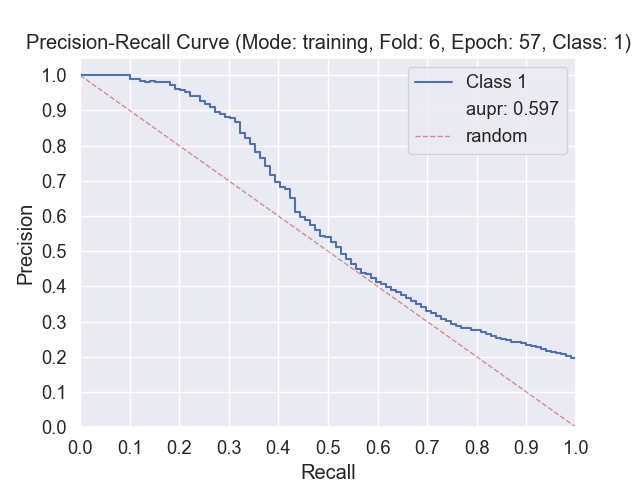 Precision-Recall Curve (Mode: training, Fold: 6, Epoch: 57, Class: 1)
Class 1
aupr: 0.597
random
Precision
1.0
0.9
0.8
0.7
0.6
0.5
0.4
0.3
0.2
0.1
0.0
0.0 0.1 0.2 0.3 0.4 0.5 0.6 0.7 0.8 0.9 1.0
Recall